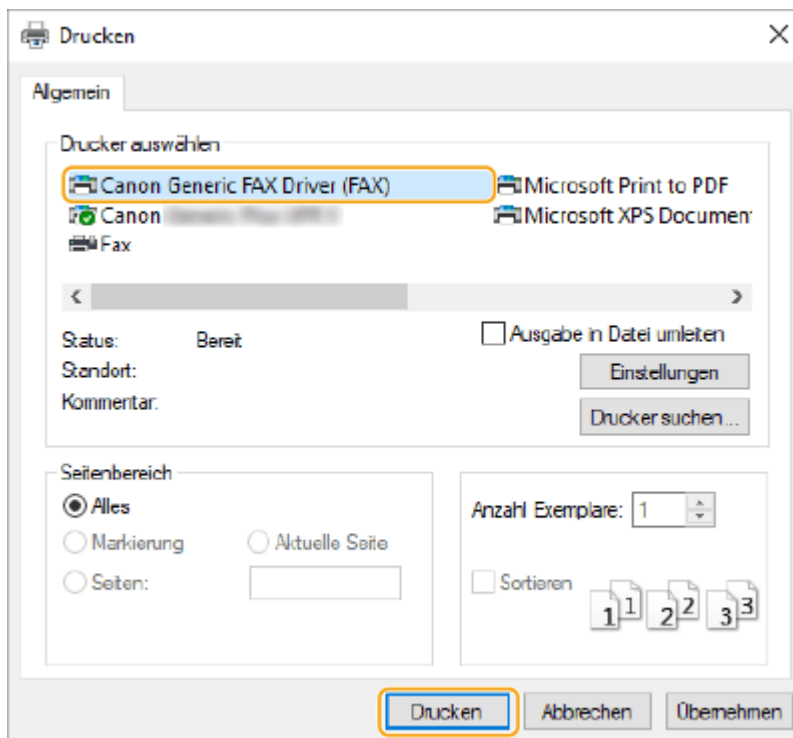 Drucken
Allgemein
Drucker auswählen
Canon Generic FAX Driver (FAX)
Microsoft Print to PDF
Canon
Microsoft XPS Documen
Fax
Status: Bereit
Ausgabe in Datei umleiten
Standort:
Einstellungen
Kommentar:
Drucker suchen...
Seitenbereich
Alles
Anzahl Exemplare: 1
Markierung
Aktuelle Seite
Seiten:
Sortieren
1 1 2 2 3 3
Drucken
Abbrechen
Übernehmen